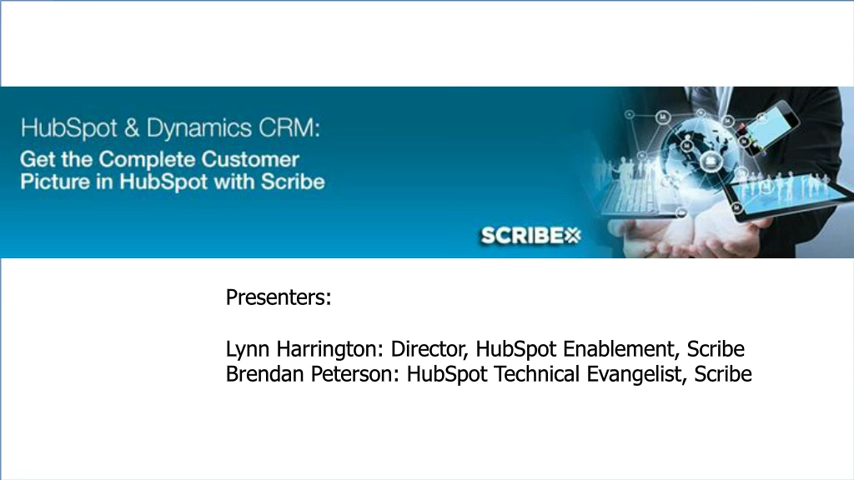 HubSpot & Dynamics CRM:
Get the Complete Customer
Picture in HubSpot with Scribe
SCRIBE
Presenters:
Lynn Harrington: Director, HubSpot Enablement, Scribe
Brendan Peterson: HubSpot Technical Evangelist, Scribe